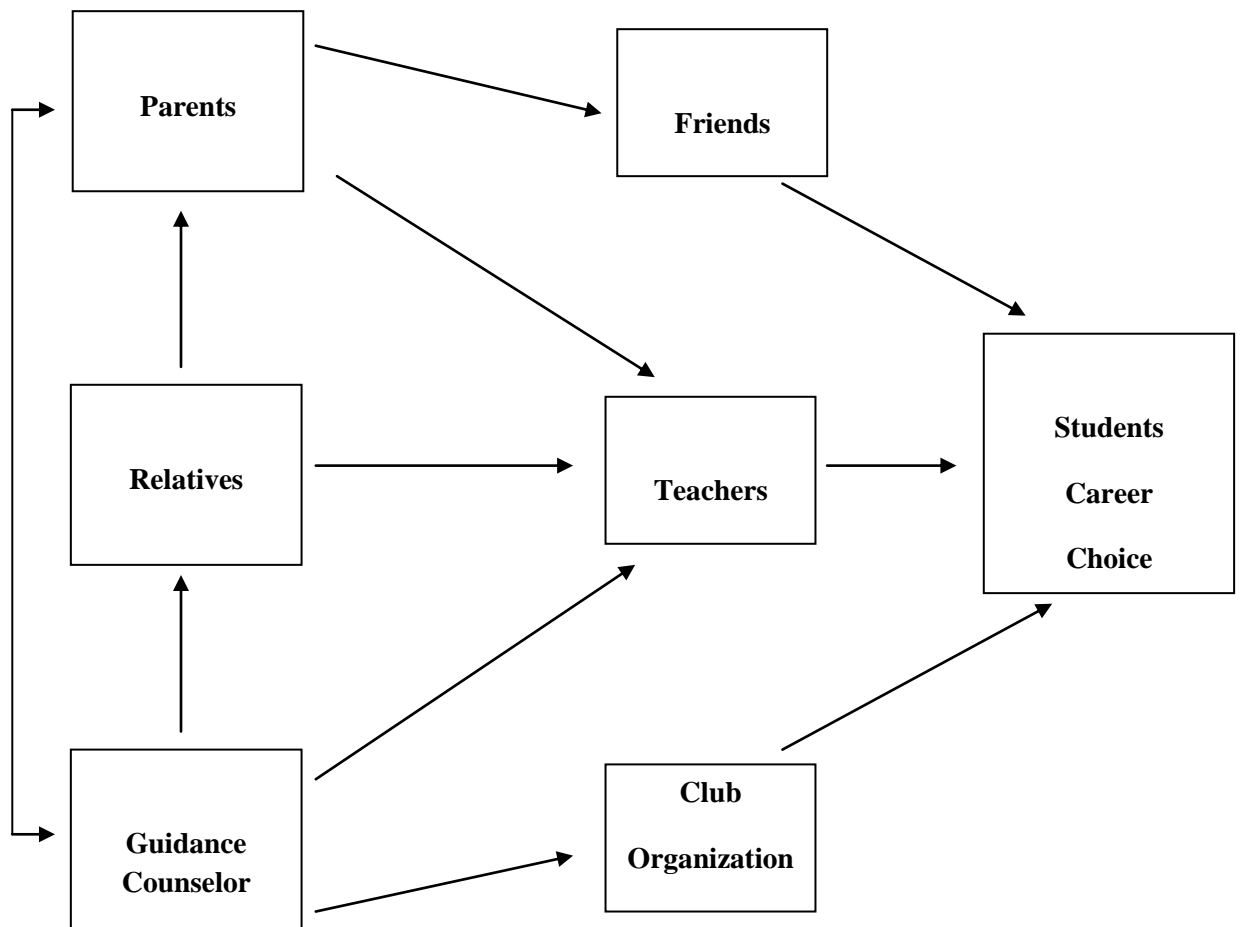 Parents
Friends
Relatives
Teachers
Students
Career
Choice
Guidance
Counselor
Club
Organization